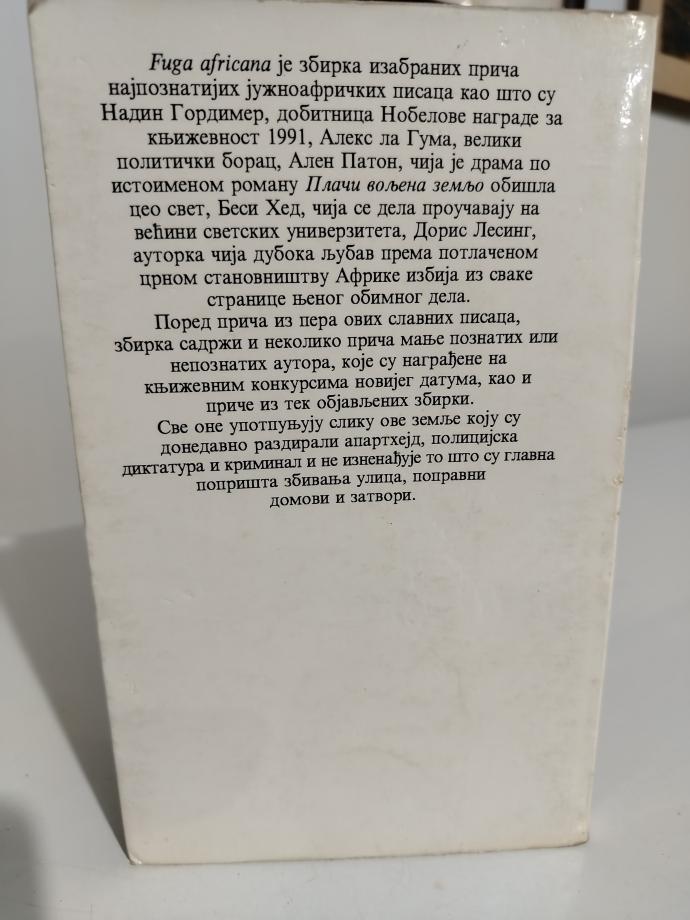 Fuga africana је збирка изабраних прича
најпознатијих јужноафричких писаца као што су
Надин Гордимер, добитница Нобелове награде за
књижевност 1991, Алекс ла Гума, велики
политички борац, Ален Патон, чија је драма по
истоименом роману Плачи вољена земљо обишла
цео свет, Беси Хед, чија се дела проучавају на
већини светских универзитета, Дорис Лесинг,
ауторка чија дубока љубав према потлаченом
црном становништву Африке избија из сваке
странице њеног обимног дела.
Поред прича из пера ових славних писаца,
збирка садржи и неколико прича мање познатих или
непознатих аутора, које су награђене на
књижевним конкурсима новијег датума, као и
приче из тек објављених збирки.
Све оне употпуњују слику ове земље коју су
донедавно раздирали апартхејд, полицијска
диктатура и криминал и не изненађује то што су главна
попришта збивања улица, поправни
домови и затвори.